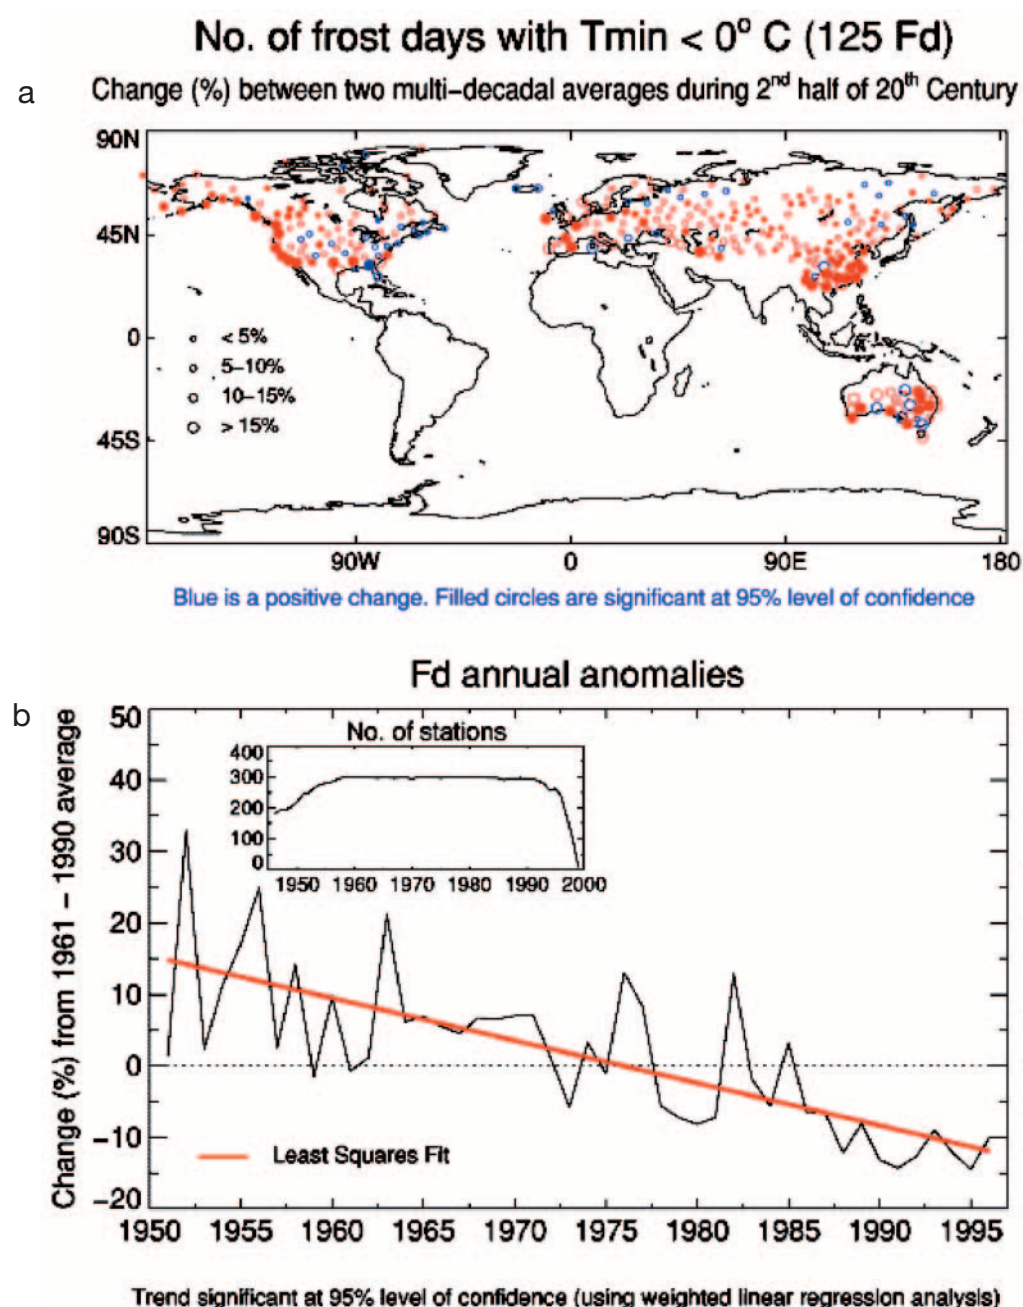 No. of frost days with Tmin < 0° C (125 Fd)
a
Change (%) between two multi-decadal averages during 2nd half of 20th Century
90N
45N
0
45S
90S
< 5%
5-10%
10-15%
> 15%
90W 0 90E 180
Blue is a positive change. Filled circles are significant at 95% level of confidence
Fd annual anomalies
b
Change (%) from 1961 - 1990 average
50
40
30
20
10
0
-10
-20
No. of stations
400
300
200
100
0
1950 1960 1970 1980 1990 2000
Least Squares Fit
1950 1955 1960 1965 1970 1975 1980 1985 1990 1995
Trend significant at 95% level of confidence (using weighted linear regression analysis)